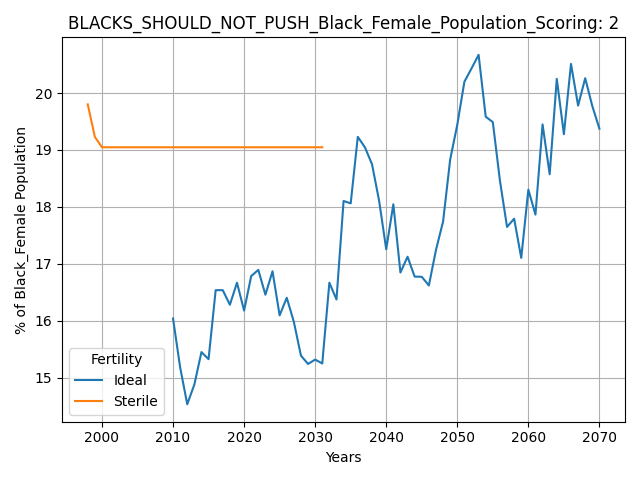 BLACKS_SHOULD_NOT_PUSH_Black_Female_Population_Scoring: 2
% of Black_Female Population
20
19
18
17
16
15
Fertility
Ideal
Sterile
2000 2010 2020 2030 2040 2050 2060 2070
Years